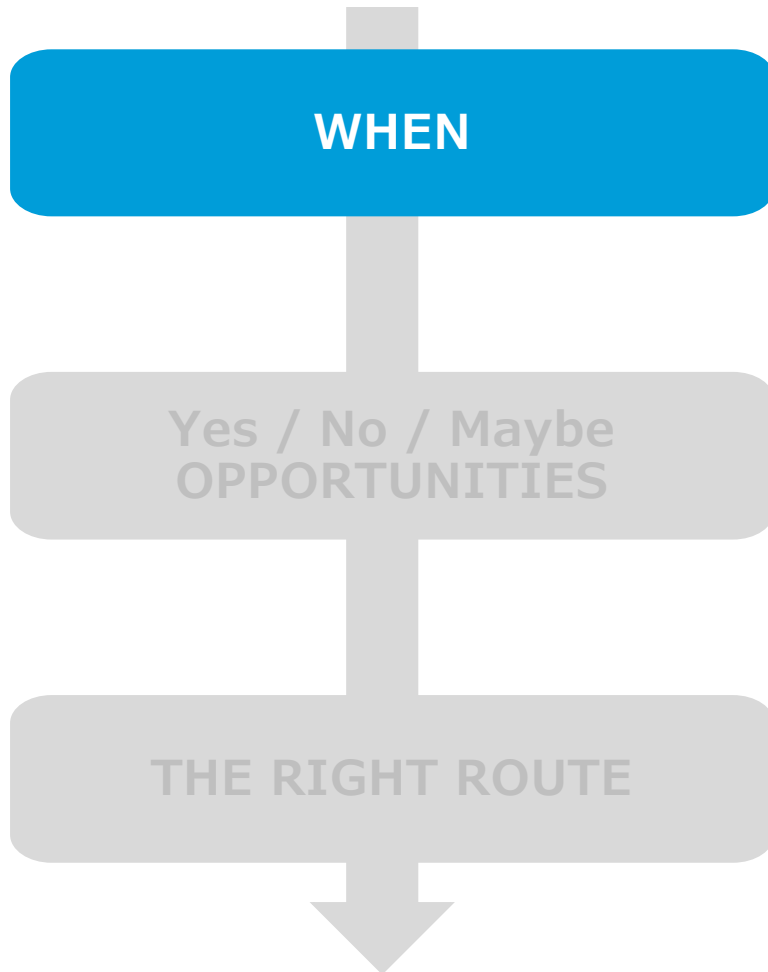 WHEN
Yes / No / Maybe
OPPORTUNITIES
THE RIGHT ROUTE